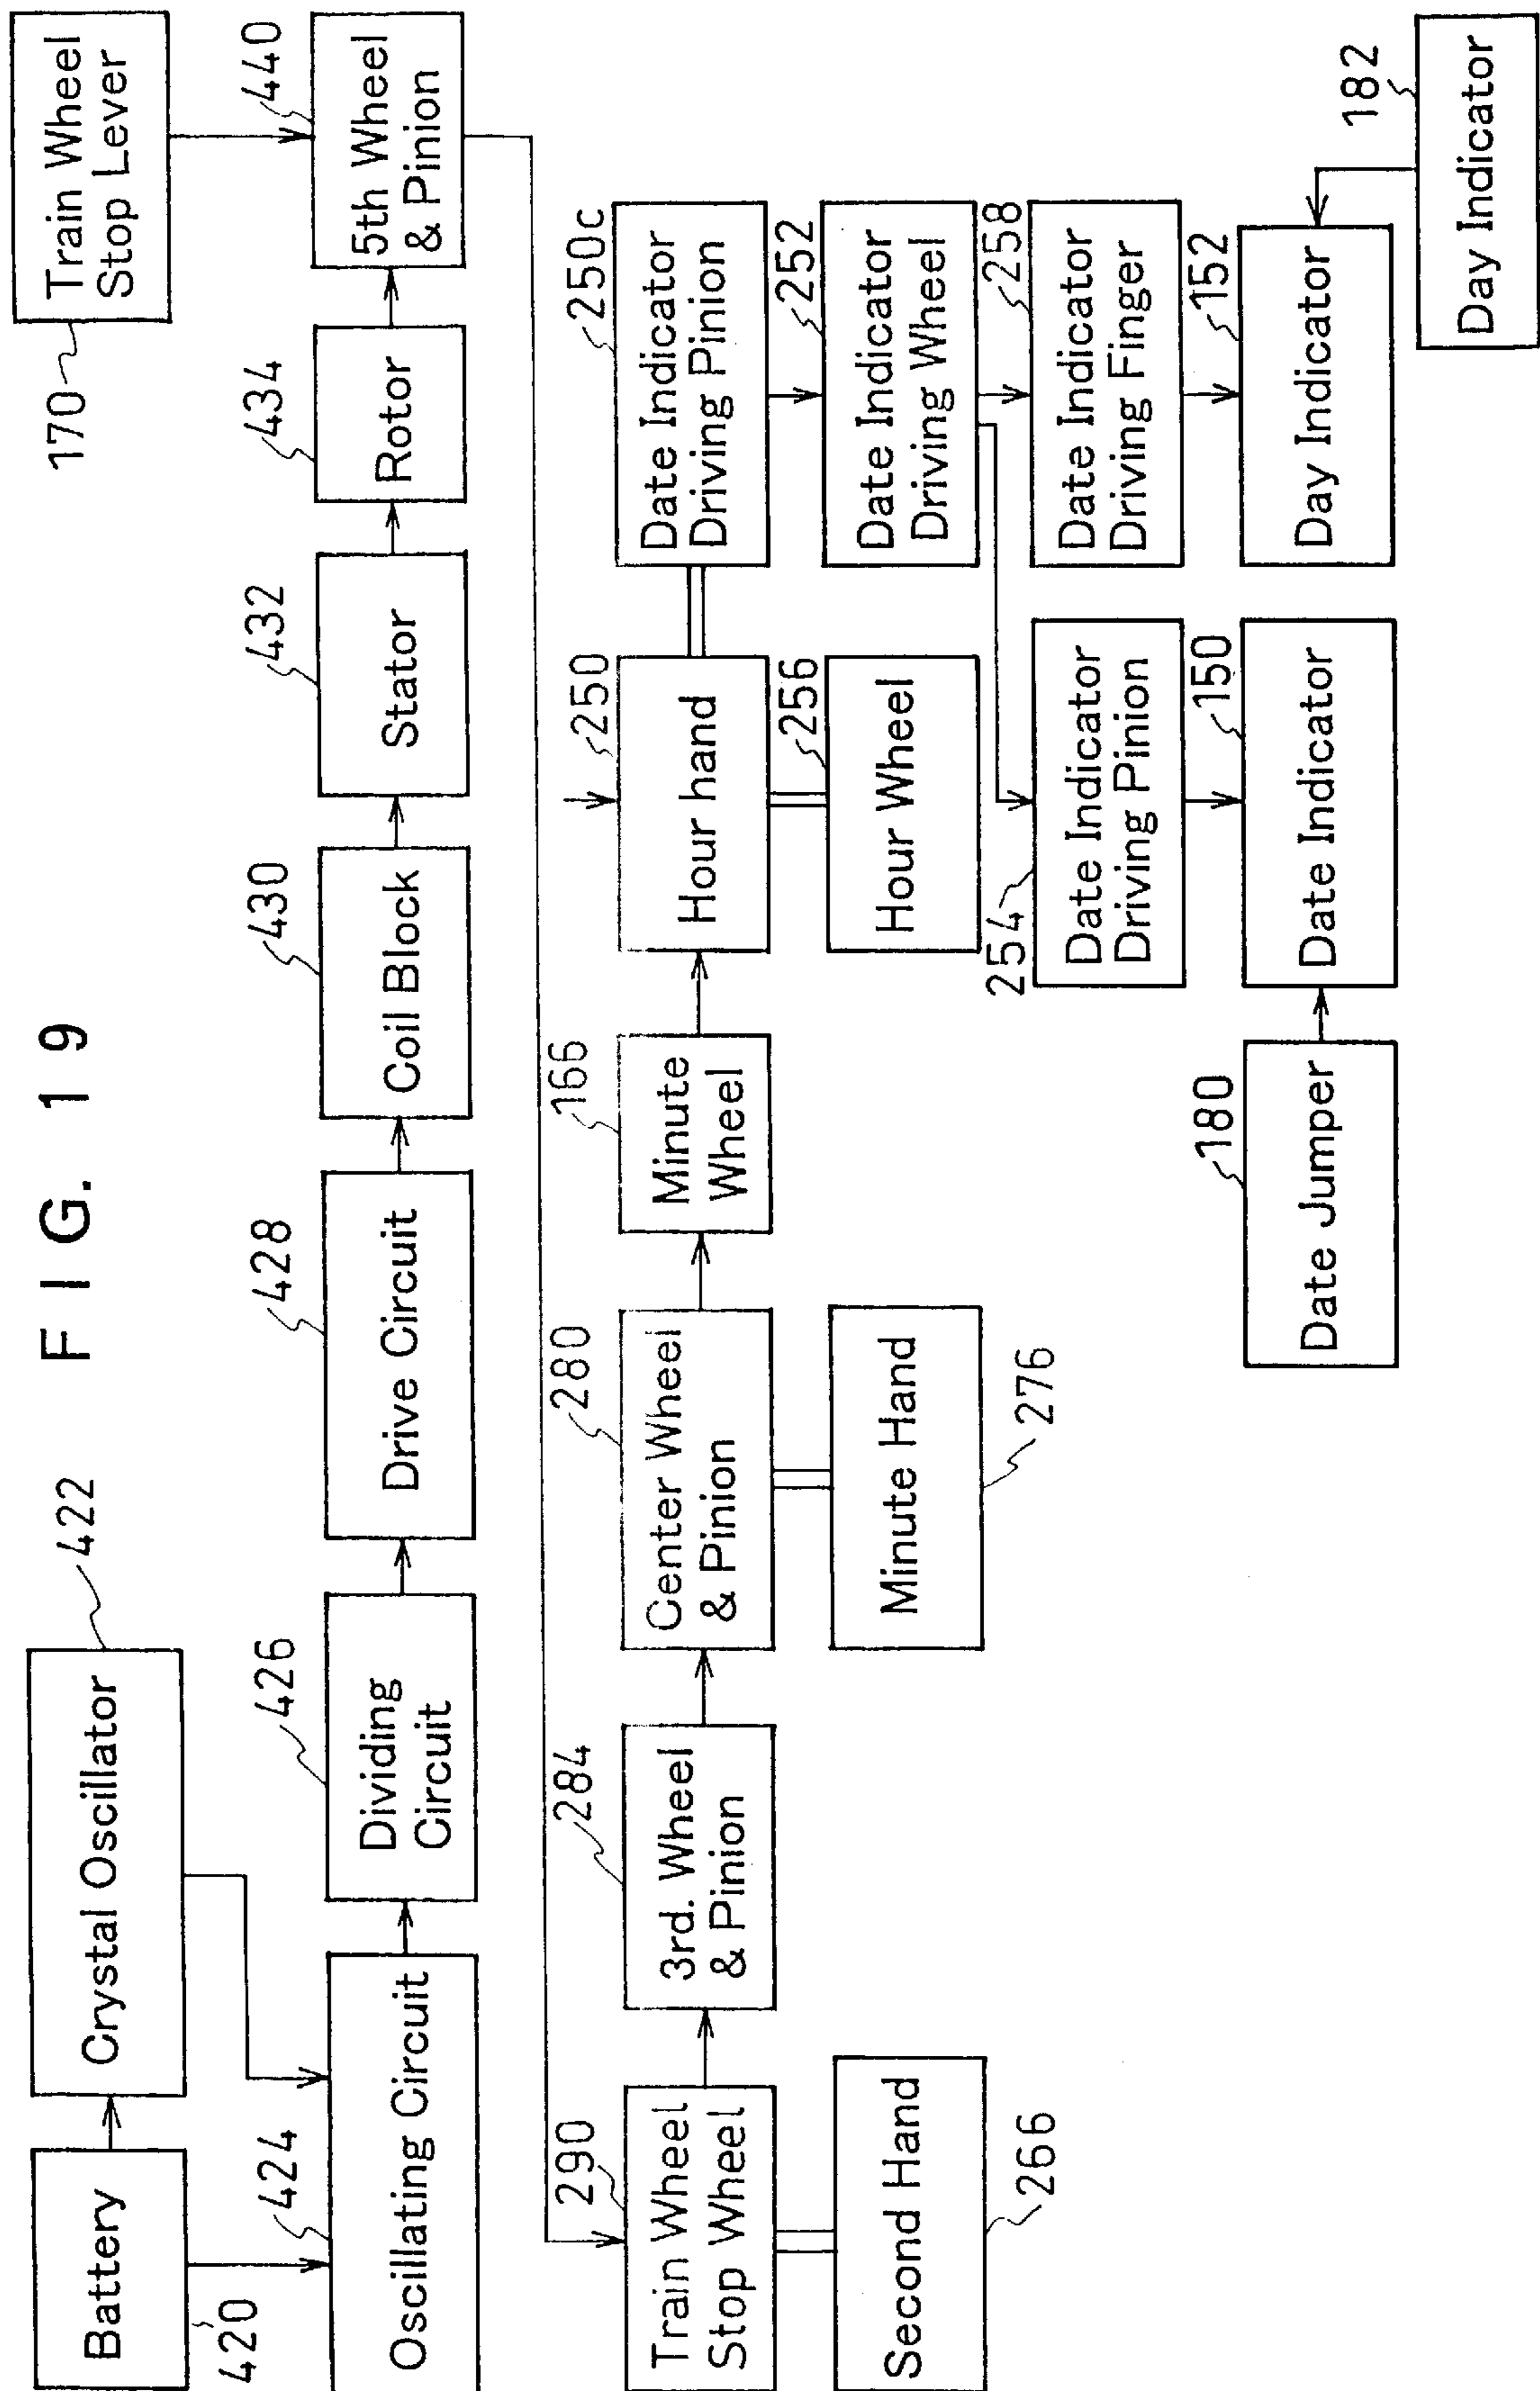 FIG. 19
Battery
420
Crystal Oscillator
422
Train Wheel
Stop Lever
170
Oscillating Circuit
424
Dividing
Circuit
426
Drive Circuit
428
Coil Block
430
Stator
432
Rotor
434
5th Wheel
& Pinion
440
Train Wheel
Stop Wheel
290
3rd. Wheel
& Pinion
284
Center Wheel
& Pinion
280
Minute
Wheel
166
Hour hand
250
Date Indicator
Driving Pinion
250c
Second Hand
266
Minute Hand
276
Hour Wheel
256
Date Indicator
Driving Wheel
252
Date Indicator
Driving Pinion
254
Date Indicator
Driving Finger
258
Date Jumper
180
Date Indicator
150
Day Indicator
152
Day Indicator
182